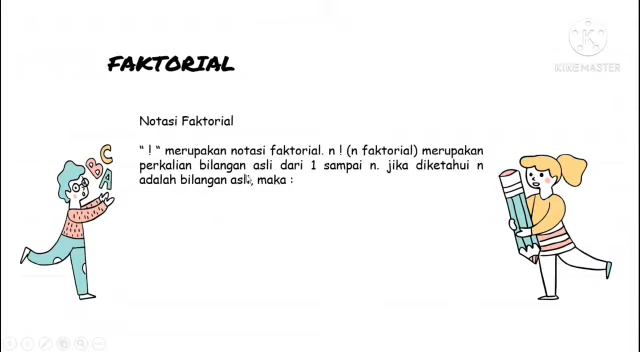 FAKTORIAL
KINEMASTER
Notasi Faktorial
" ! " merupakan notasi faktorial. n ! (n faktorial) merupakan
perkalian bilangan asli dari 1 sampai n. jika diketahui n
adalah bilangan asli, maka :
C
B
A